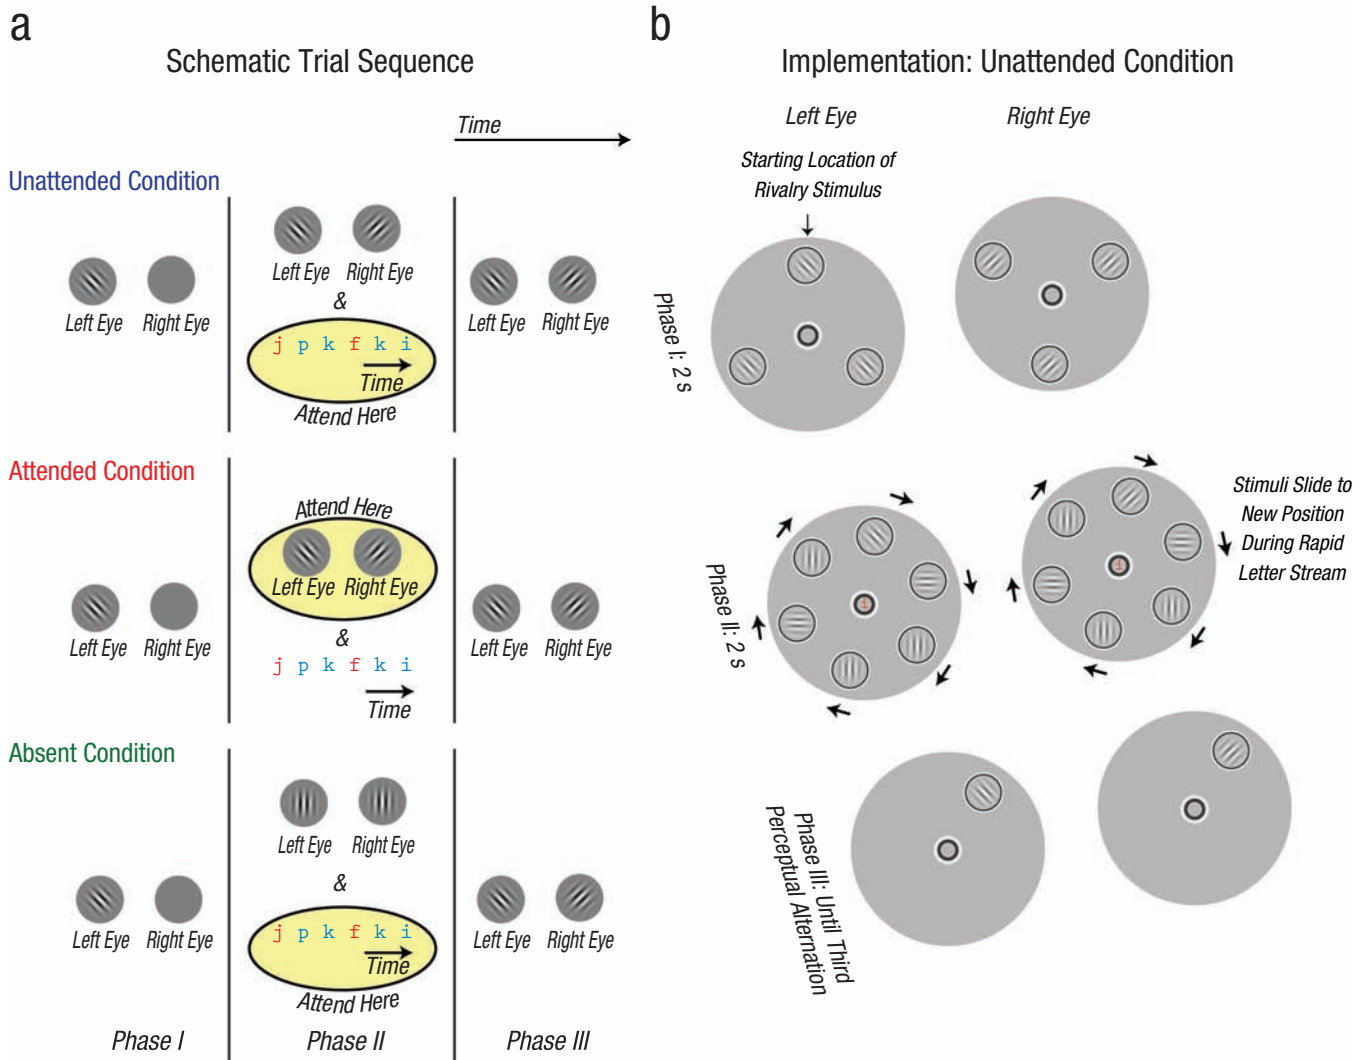 a
Schematic Trial Sequence
Time
Unattended Condition
Left Eye Right Eye
Left Eye Right Eye
&
j p k f k i
Time
Attend Here
Left Eye Right Eye
Attended Condition
Left Eye Right Eye
Attend Here
Left Eye Right Eye
&
j p k f k i
Time
Left Eye Right Eye
Absent Condition
Left Eye Right Eye
Left Eye Right Eye
&
j p k f k i
Time
Attend Here
Left Eye Right Eye
Phase I Phase II Phase III
b
Implementation: Unattended Condition
Left Eye Right Eye
Starting Location of
Rivalry Stimulus
Phase I: 2 s
Phase II: 2 s
i
i
Stimuli Slide to
New Position
During Rapid
Letter Stream
Phase III: Until Third
Perceptual Alternation